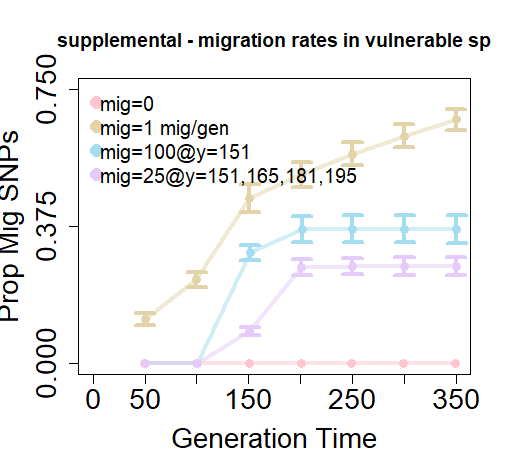 supplemental - migration rates in vulnerable sp
mig=0
mig=1 mig/gen
mig=100@y=151
mig=25@y=151,165,181,195
Prop Mig SNPs
0.750
0.375
0.000
0 50 150 250 350
Generation Time